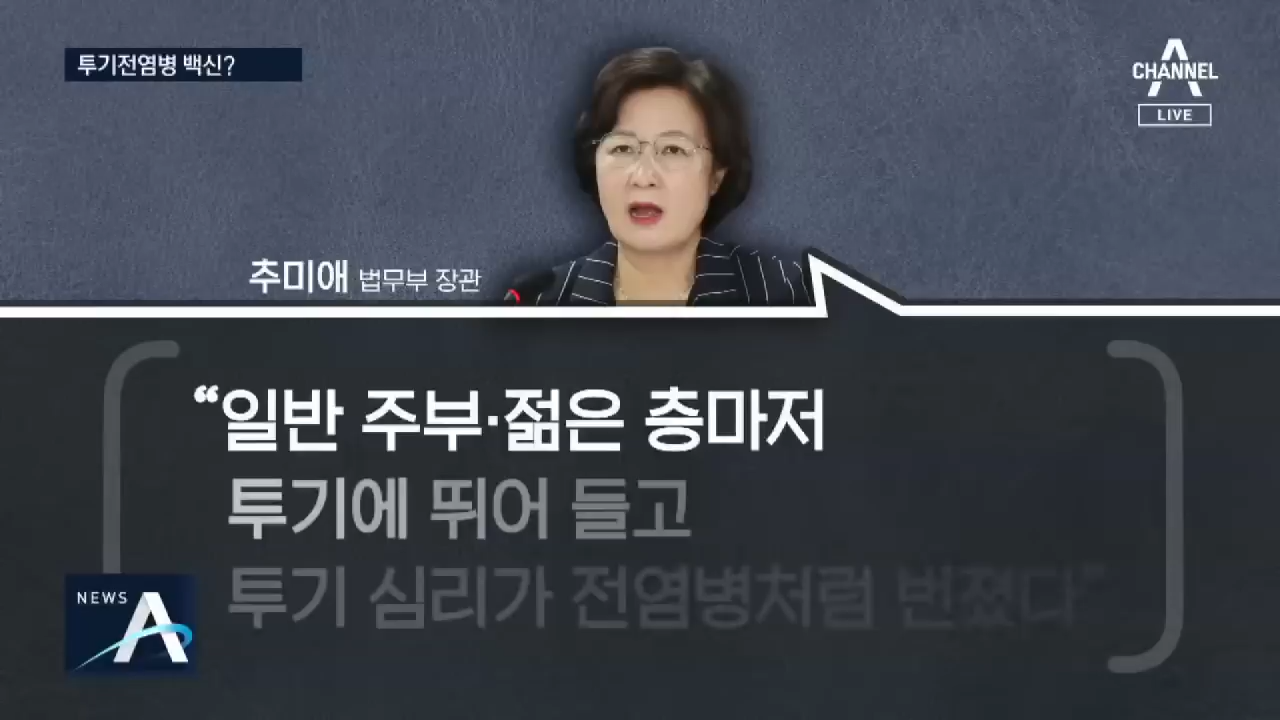 투기전염병 백신?
CHANNEL A
LIVE
추미애 법무부 장관
“일반 주부·젊은 층마저
투기에 뛰어 들고
투기 심리가 전염병처럼 번졌다”
NEWS A